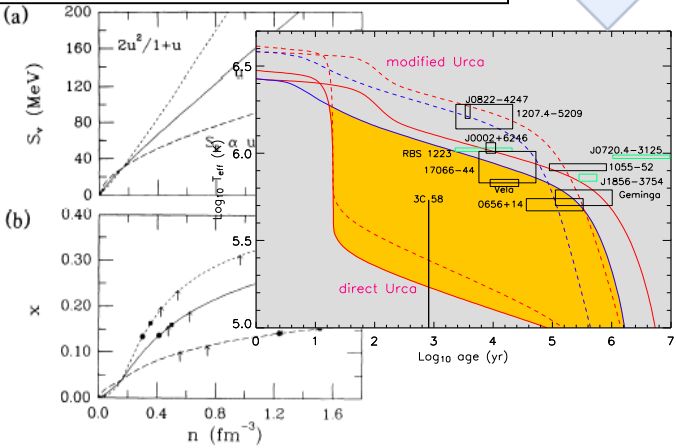 (a)
200
160
120
80
40
0
S_v (MeV)
2u²/1+u
u
α u
(b)
0.40
0.30
0.20
0.10
0.00
x
0.0
0.4
0.8
1.2
1.6
n (fm⁻³)
6.5
6.0
5.5
5.0
Log₁₀ T_eff (K)
modified Urca
J0822-4247
1207.4-5209
J0002+6246
RBS 1223
J0720.4-3125
1055-52
17066-44
J1856-3754
Vela
Geminga
3C 58
0656+14
direct Urca
0
1
2
3
4
5
6
7
Log₁₀ age (yr)